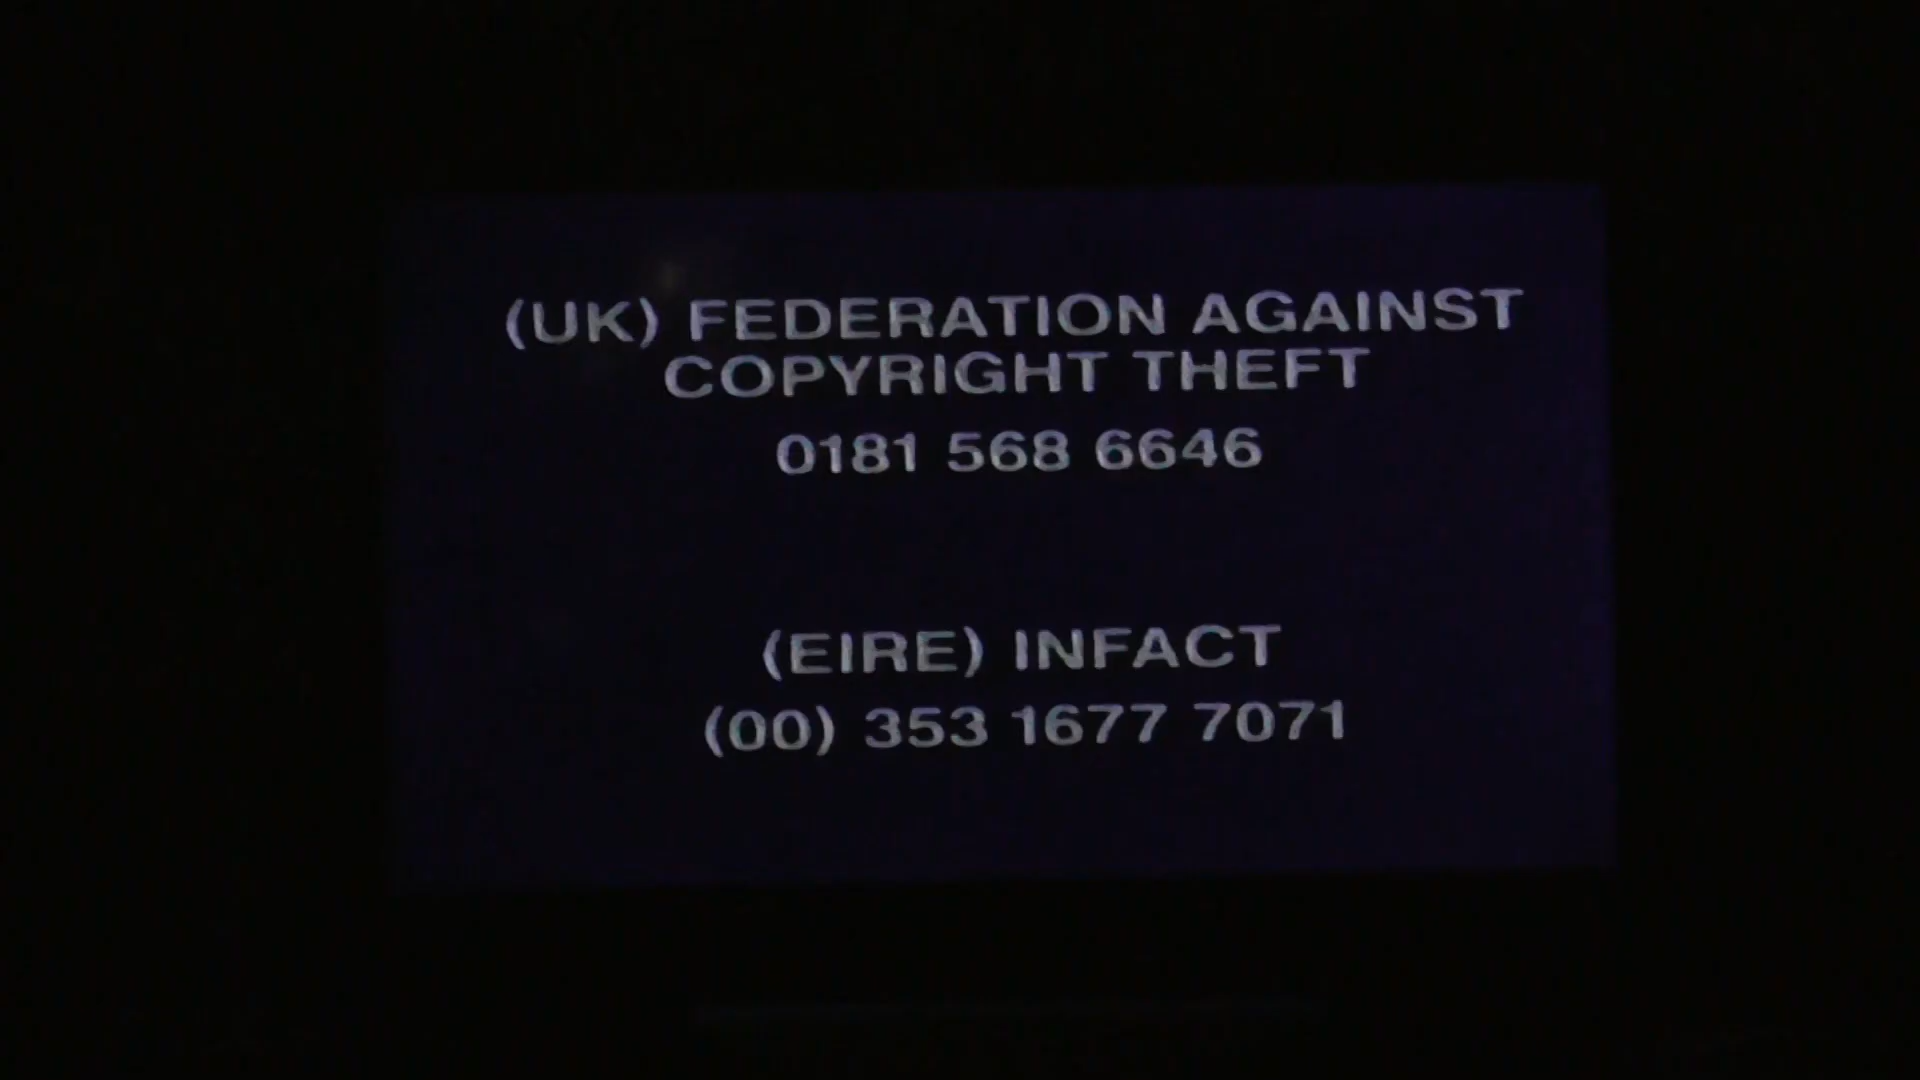 (UK) FEDERATION AGAINST
COPYRIGHT THEFT
0181 568 6646
(EIRE) INFACT
(00) 353 1677 7071